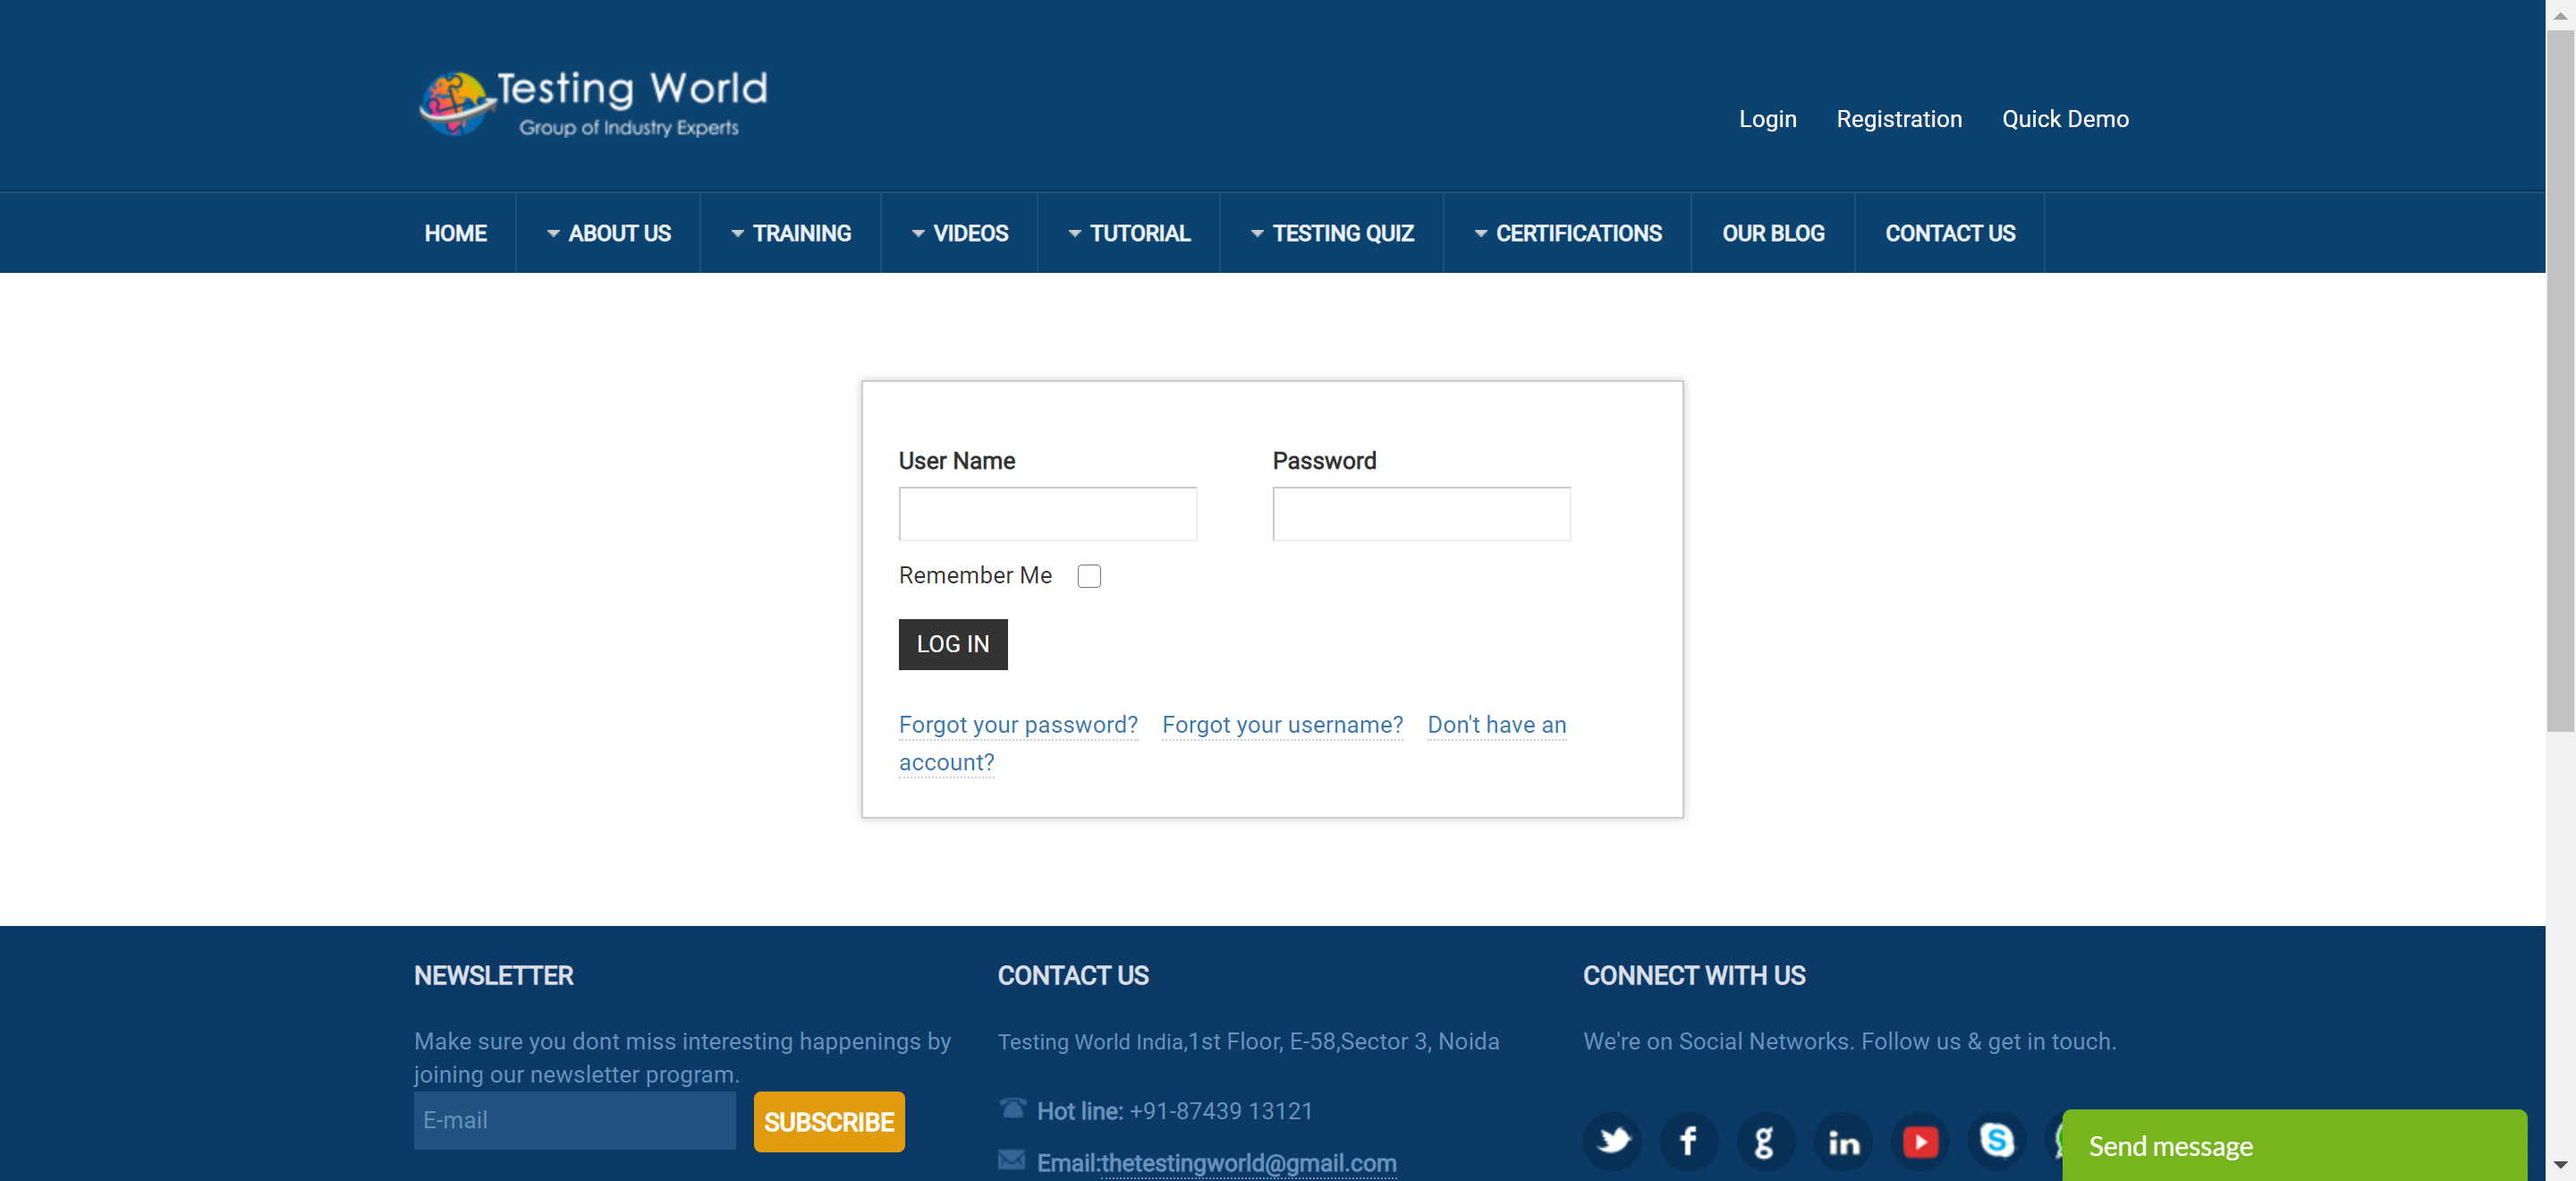 Testing World
Group of Industry Experts
Login Registration Quick Demo
HOME ABOUT US TRAINING VIDEOS TUTORIAL TESTING QUIZ CERTIFICATIONS OUR BLOG CONTACT US
User Name Password
Remember Me
LOG IN
Forgot your password? Forgot your username? Don't have an
account?
NEWSLETTER
Make sure you dont miss interesting happenings by
joining our newsletter program.
E-mail
SUBSCRIBE
CONTACT US
Testing World India,1st Floor, E-58,Sector 3, Noida
Hot line: +91-87439 13121
Email:thetestingworld@gmail.com
CONNECT WITH US
We're on Social Networks. Follow us & get in touch.
Send message